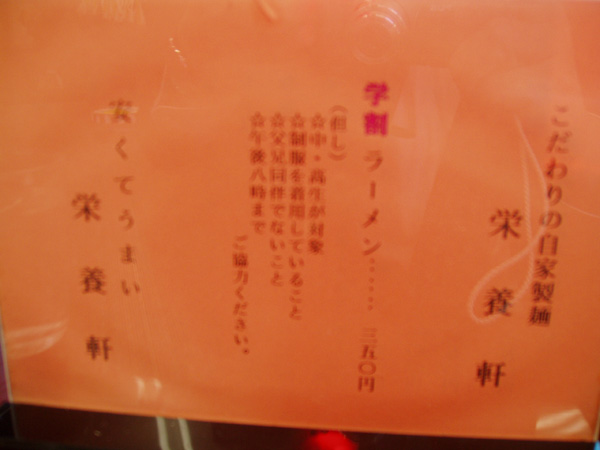 こだわりの自家製麺
栄養軒
学割 ラーメン…… 三五〇円
(但し)
☆中・高生が対象
☆制服を着用していること
☆父兄同伴でないこと
☆午後八時まで
ご協力ください。
安くてうまい
栄養軒